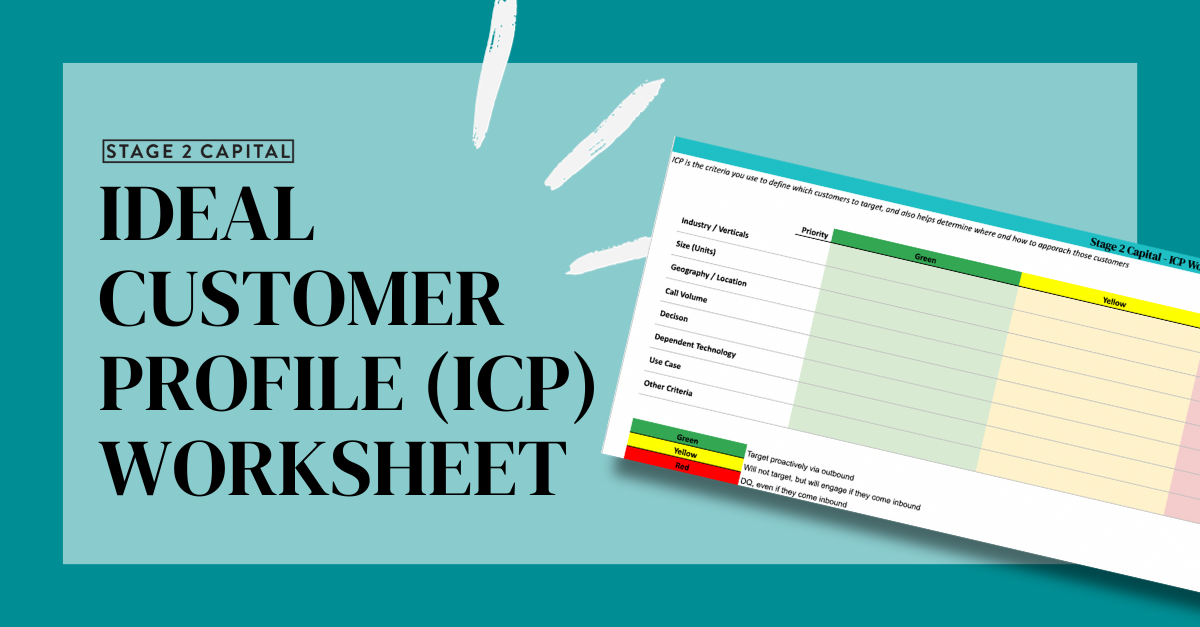 STAGE 2 CAPITAL
IDEAL
CUSTOMER
PROFILE (ICP)
WORKSHEET
Stage 2 Capital - ICP
ICP is the criteria you use to define which customers to target, and also helps determine where and how to apporach those customers
Priority
Green
Yellow
Industry / Verticals
Size (Units)
Geography / Location
Call Volume
Decison
Dependent Technology
Use Case
Other Criteria
Green
Target proactively via outbound
Yellow
Will not target, but will engage if they come inbound
Red
DQ, even if they come inbound